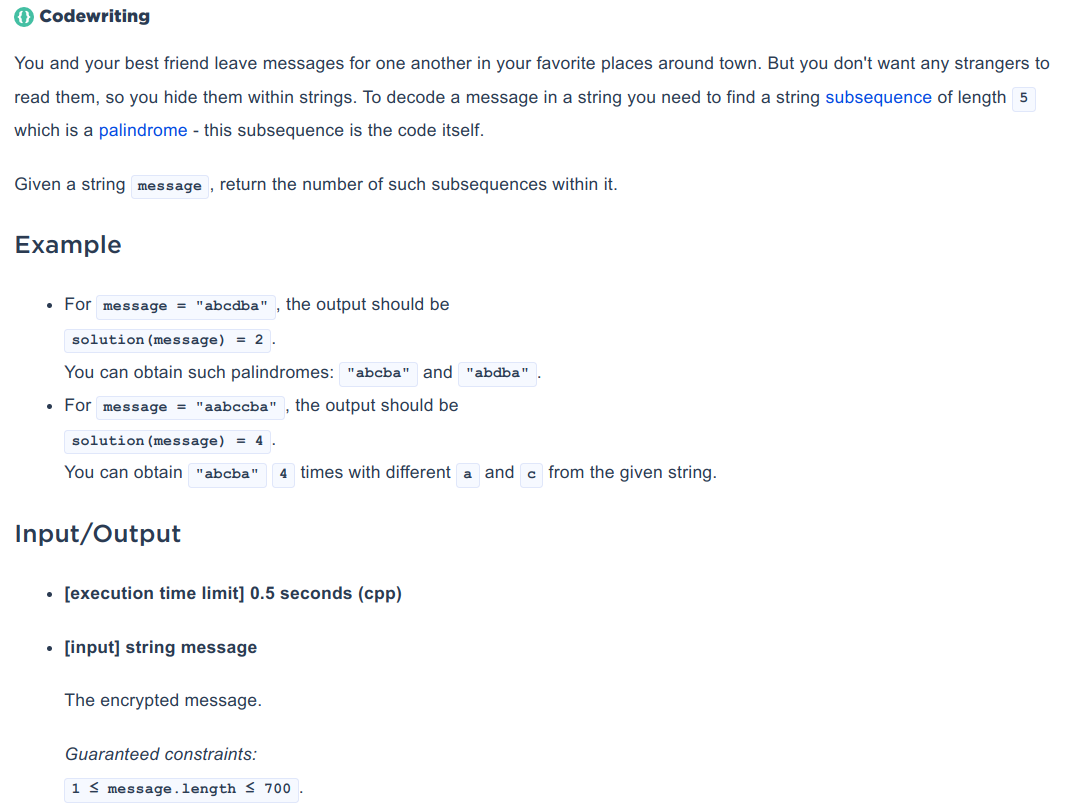 Codewriting
You and your best friend leave messages for one another in your favorite places around town. But you don't want any strangers to
read them, so you hide them within strings. To decode a message in a string you need to find a string subsequence of length 5
which is a palindrome - this subsequence is the code itself.
Given a string message, return the number of such subsequences within it.
Example
• For message = "abcdba", the output should be
solution(message) = 2.
You can obtain such palindromes: "abcba" and "abdba".
• For message = "aabccba", the output should be
solution(message) = 4.
You can obtain "abcba" 4 times with different a and c from the given string.
Input/Output
• [execution time limit] 0.5 seconds (cpp)
• [input] string message
The encrypted message.
Guaranteed constraints:
1 ≤ message.length ≤ 700.